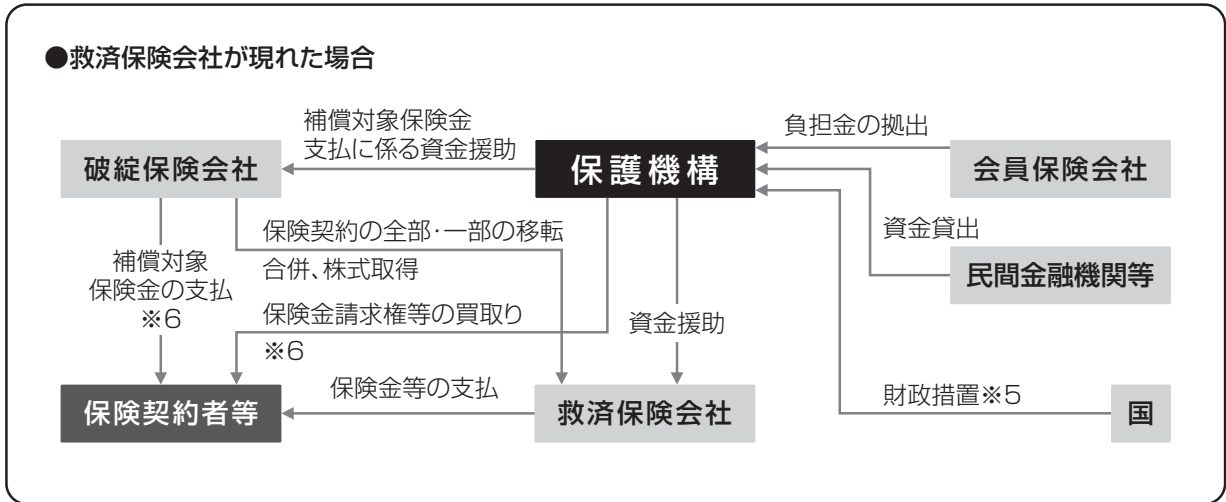 ●救済保険会社が現れた場合
補償対象保険金
支払に係る資金援助
負担金の拠出
破綻保険会社
保護機構
会員保険会社
保険契約の全部・一部の移転
合併、株式取得
資金貸出
補償対象
保険金の支払
※6
民間金融機関等
保険金請求権等の買取り
※6
資金援助
保険金等の支払
財政措置※5
保険契約者等
救済保険会社
国